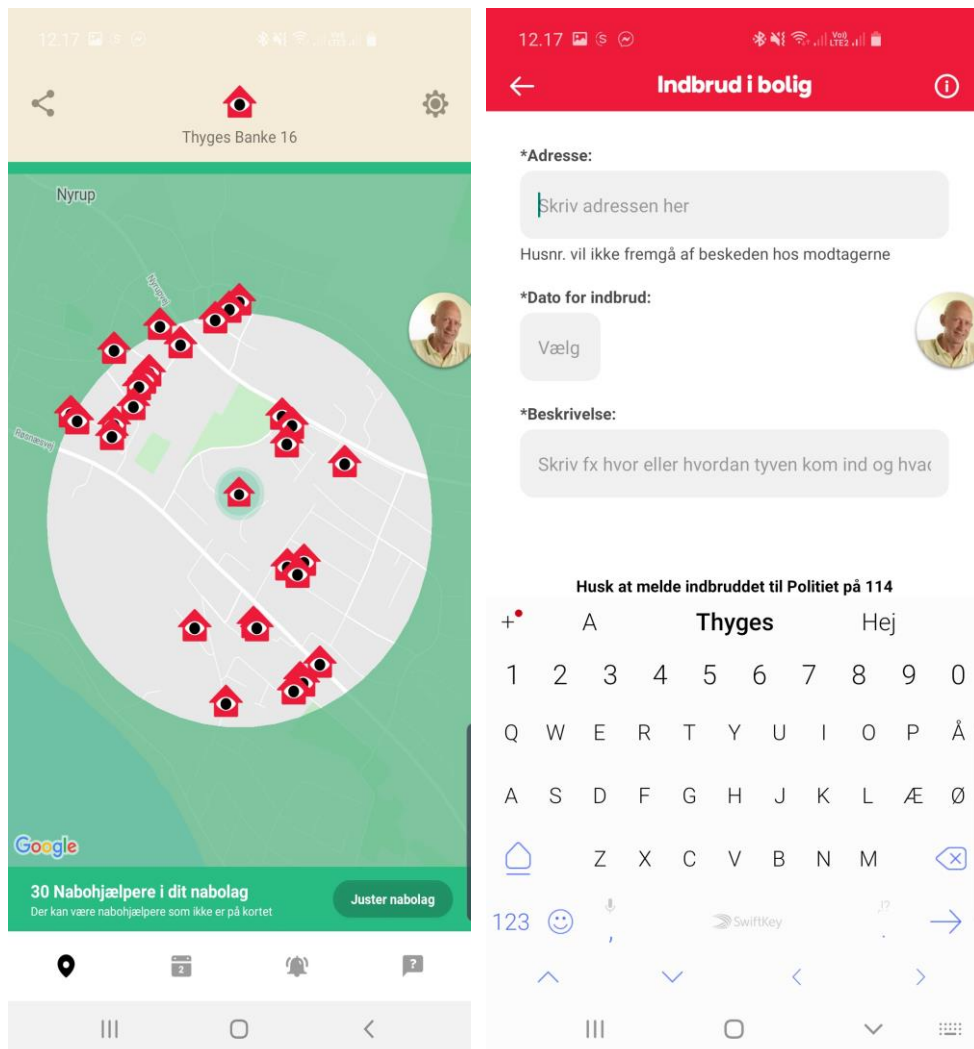 12.17
Thyges Banke 16
Nyrup
Nyrupvej
Røsnæsvej
Google
30 Nabohjælpere i dit nabolag
Der kan være nabohjælpere som ikke er på kortet
Juster nabolag
2
?
12.17
Vo)
LTE2
Indbrud i bolig
*Adresse:
Skriv adressen her
Husnr. vil ikke fremgå af beskeden hos modtagerne
*Dato for indbrud:
Vælg
*Beskrivelse:
Skriv fx hvor eller hvordan tyven kom ind og hvad
Husk at melde indbruddet til Politiet på 114
+ A Thyges Hej
1 2 3 4 5 6 7 8 9 0
Q W E R T Y U I O P Å
A S D F G H J K L Æ Ø
Z X C V B N M
123 , SwiftKey ,!? .